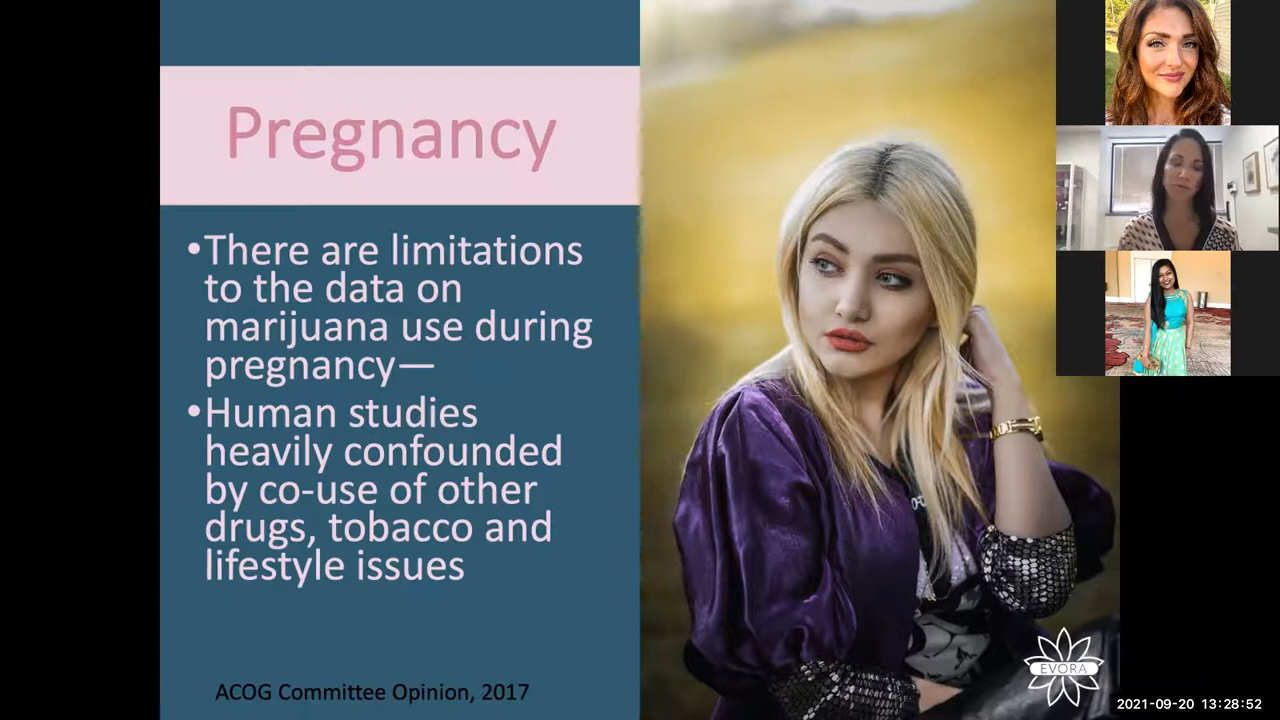 Pregnancy
•There are limitations
to the data on
marijuana use during
pregnancy—
•Human studies
heavily confounded
by co-use of other
drugs, tobacco and
lifestyle issues
ACOG Committee Opinion, 2017
EVORA
2021-09-20 13:28:52